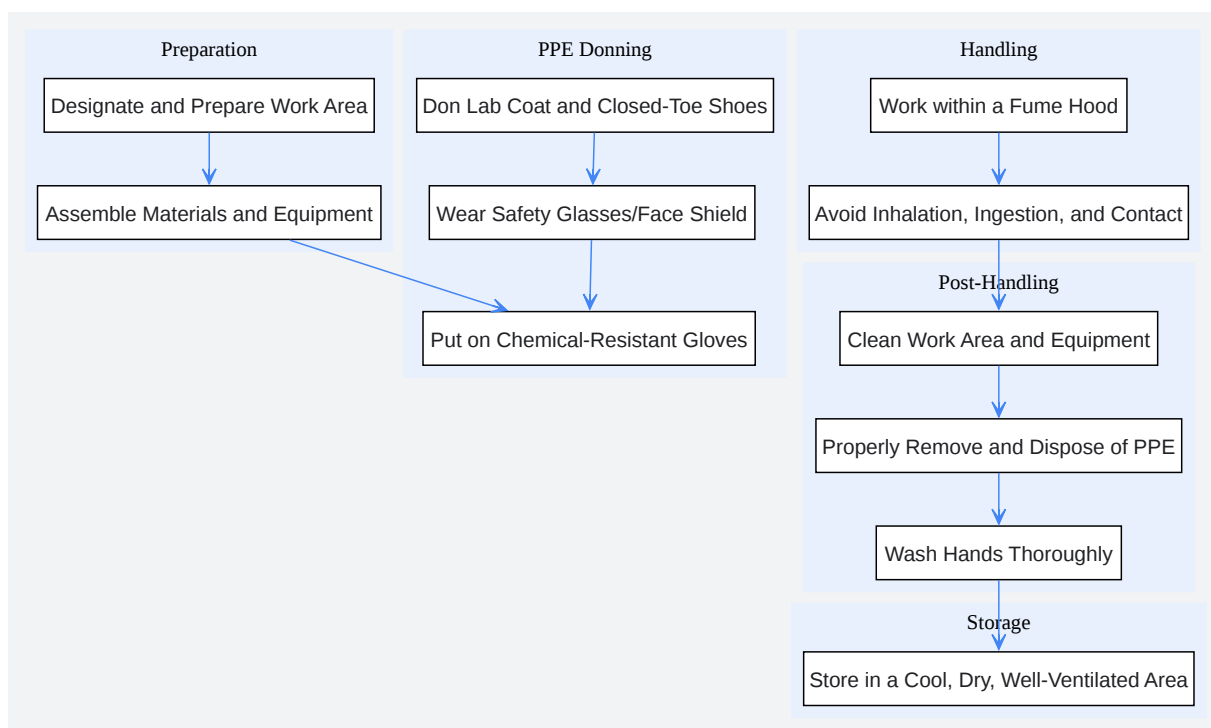 Preparation
Designate and Prepare Work Area
Assemble Materials and Equipment
PPE Donning
Don Lab Coat and Closed-Toe Shoes
Wear Safety Glasses/Face Shield
Put on Chemical-Resistant Gloves
Handling
Work within a Fume Hood
Avoid Inhalation, Ingestion, and Contact
Post-Handling
Clean Work Area and Equipment
Properly Remove and Dispose of PPE
Wash Hands Thoroughly
Storage
Store in a Cool, Dry, Well-Ventilated Area